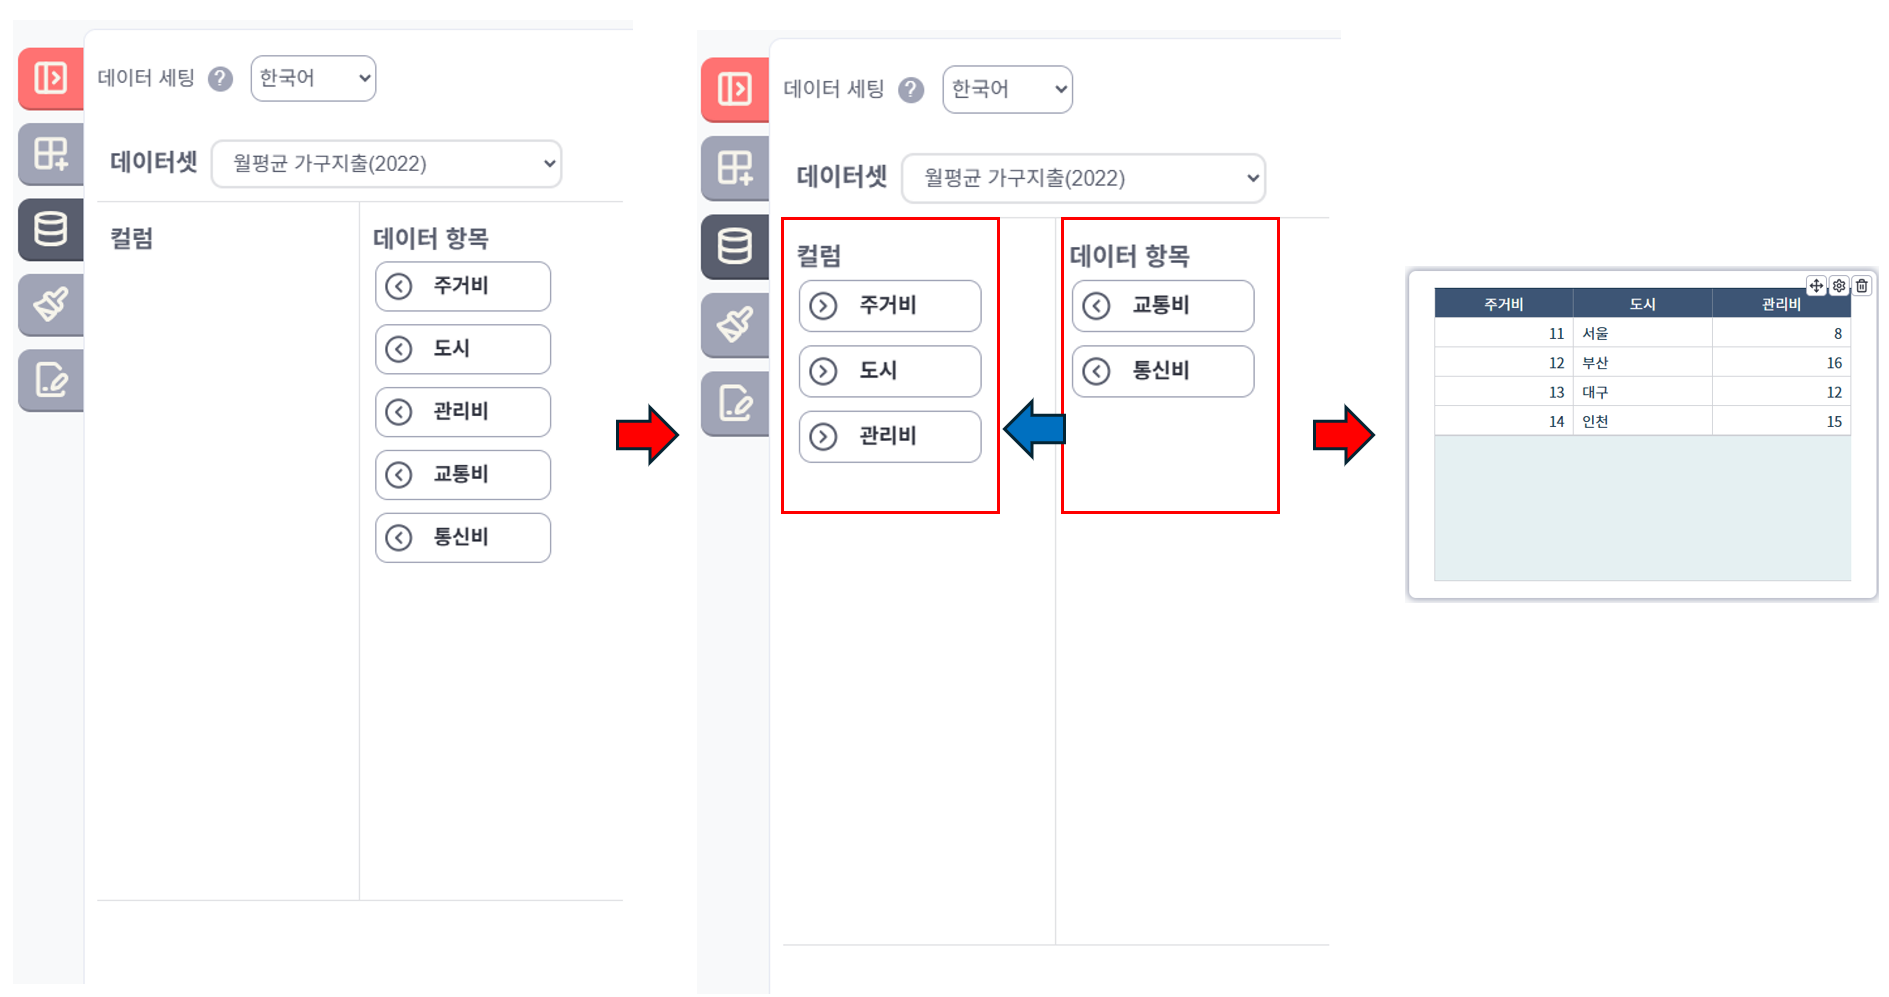 데이터 세팅 ? 한국어
데이터셋 월평균 가구지출(2022)
컬럼
데이터 항목
주거비
도시
관리비
교통비
통신비
데이터 세팅 ? 한국어
데이터셋 월평균 가구지출(2022)
컬럼
주거비
도시
관리비
데이터 항목
교통비
통신비
주거비 도시 관리비
11 서울 8
12 부산 16
13 대구 12
14 인천 15